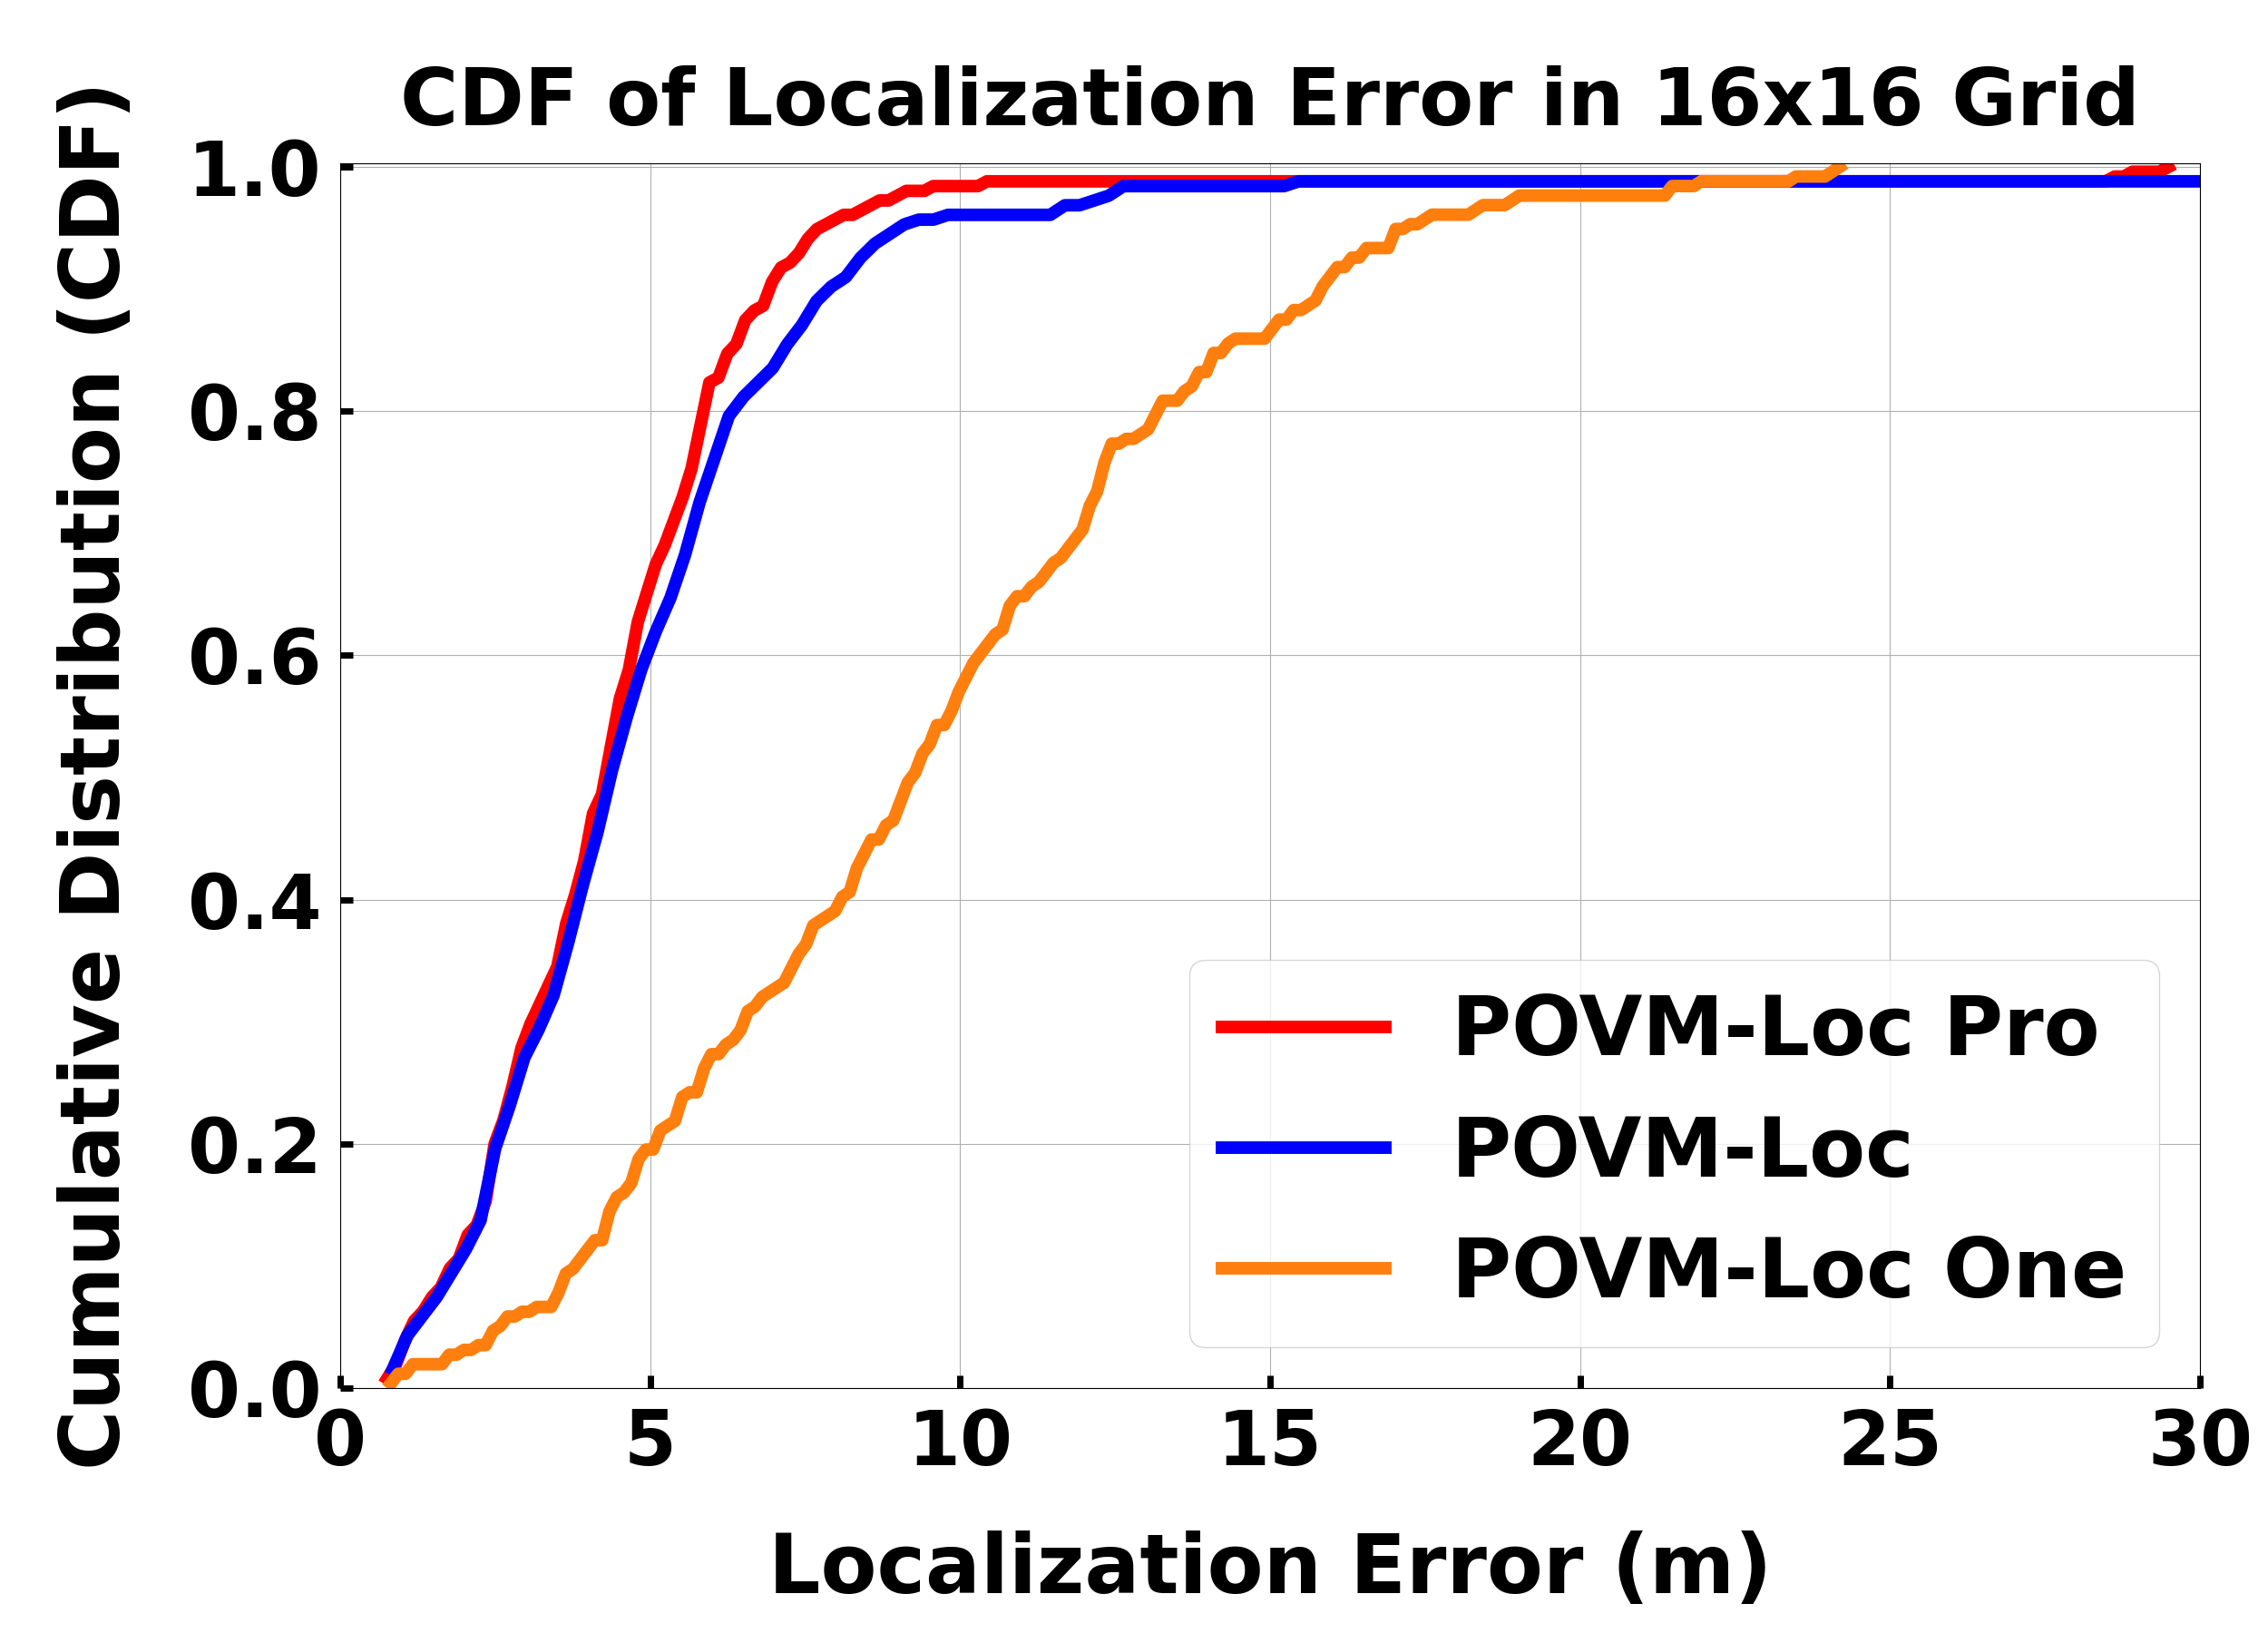 CDF of Localization Error in 16x16 Grid
Cumulative Distribution (CDF)
1.0
0.8
0.6
0.4
0.2
0.0
0 5 10 15 20 25 30
Localization Error (m)
POVM-Loc Pro
POVM-Loc
POVM-Loc One